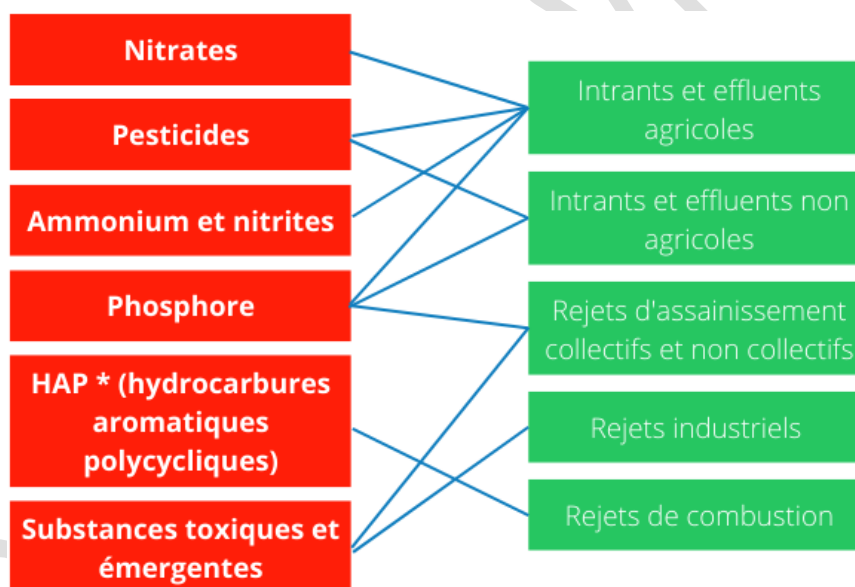 Nitrates
Pesticides
Ammonium et nitrites
Phosphore
HAP * (hydrocarbures
aromatiques
polycycliques)
Substances toxiques et
émergentes
Intrants et effluents
agricoles
Intrants et effluents non
agricoles
Rejets d'assainissement
collectifs et non collectifs
Rejets industriels
Rejets de combustion